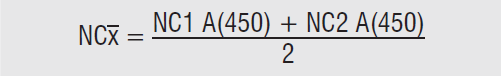 NCx̅ = NC1 A(450) + NC2 A(450)
2